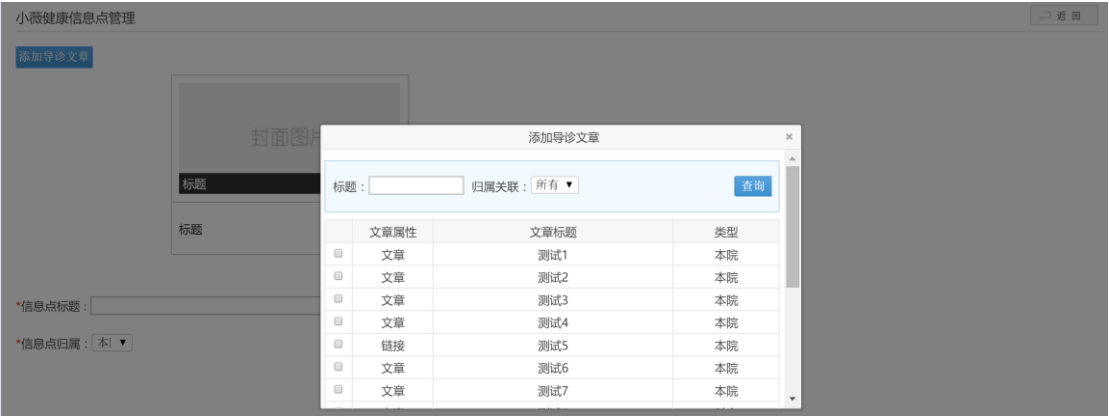 小薇健康信息点管理
返 回
添加导诊文章
封面图片
标题
标题
*信息点标题：
*信息点归属： 本
添加导诊文章 ×
标题： 归属关联： 所有 查询
文章属性 文章标题 类型
文章 测试1 本院
文章 测试2 本院
文章 测试3 本院
文章 测试4 本院
链接 测试5 本院
文章 测试6 本院
文章 测试7 本院